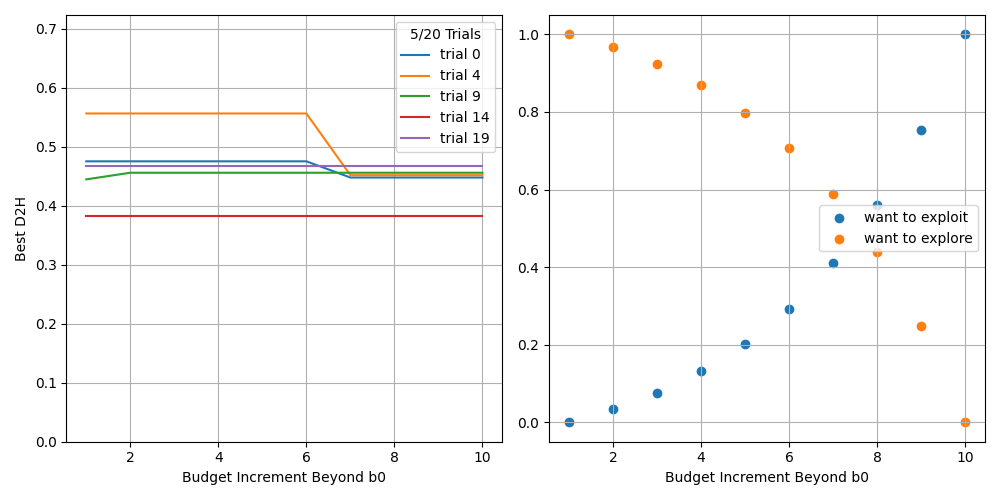 0.7
0.6
0.5
0.4
0.3
0.2
0.1
0.0
Best D2H
2
4
6
8
10
Budget Increment Beyond b0
5/20 Trials
trial 0
trial 4
trial 9
trial 14
trial 19
1.0
0.8
0.6
0.4
0.2
0.0
2
4
6
8
10
Budget Increment Beyond b0
want to exploit
want to explore